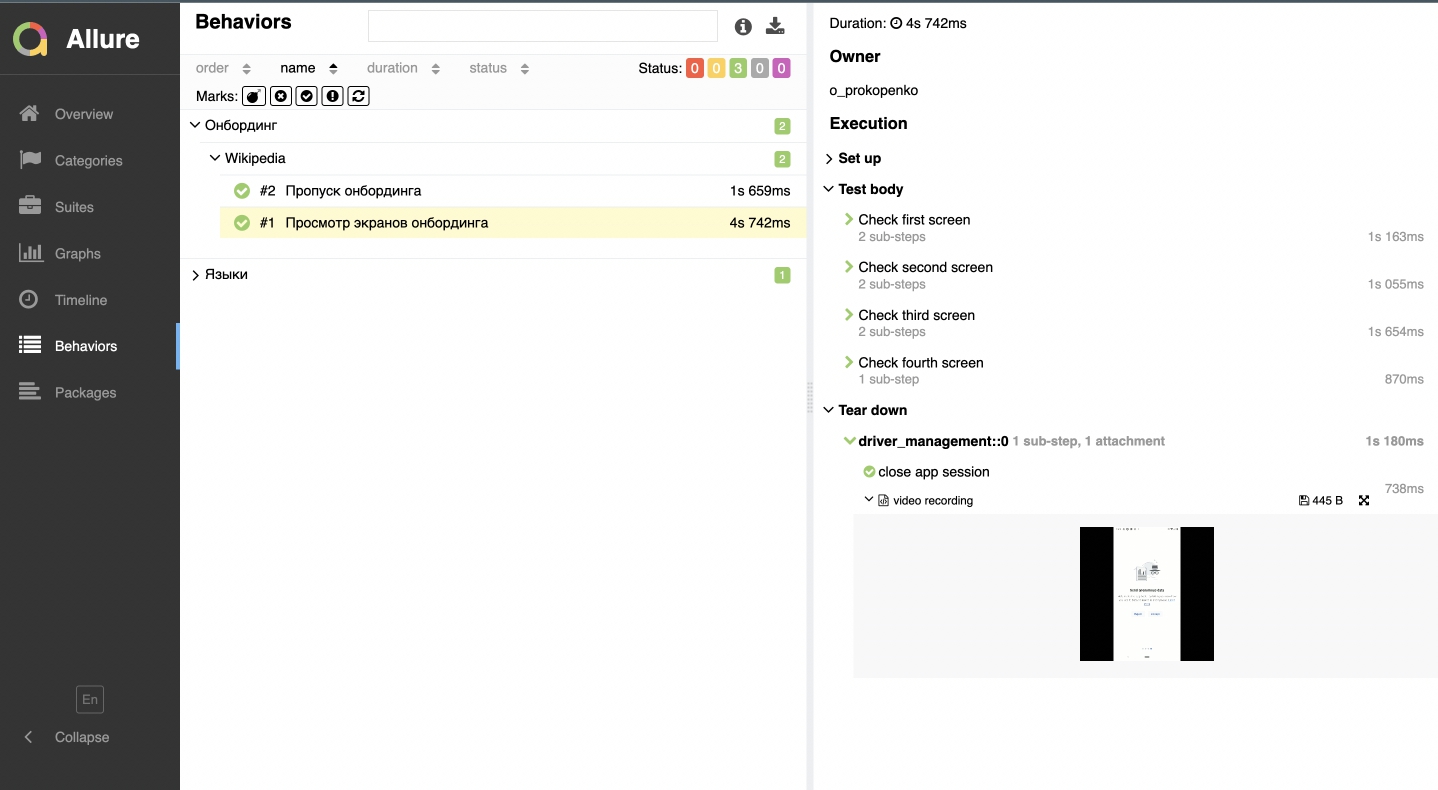 Allure
Overview
Categories
Suites
Graphs
Timeline
Behaviors
Packages
En
Collapse
Behaviors
order name duration status Status: 0 0 3 0 0
Marks:
Онбординг 2
Wikipedia 2
#2 Пропуск онбординга 1s 659ms
#1 Просмотр экранов онбординга 4s 742ms
Языки 1
Duration: 4s 742ms
Owner
o_prokopenko
Execution
Set up
Test body
Check first screen
2 sub-steps 1s 163ms
Check second screen
2 sub-steps 1s 055ms
Check third screen
2 sub-steps 1s 654ms
Check fourth screen
1 sub-step 870ms
Tear down
driver_management::0 1 sub-step, 1 attachment 1s 180ms
close app session
738ms
video recording 445 B